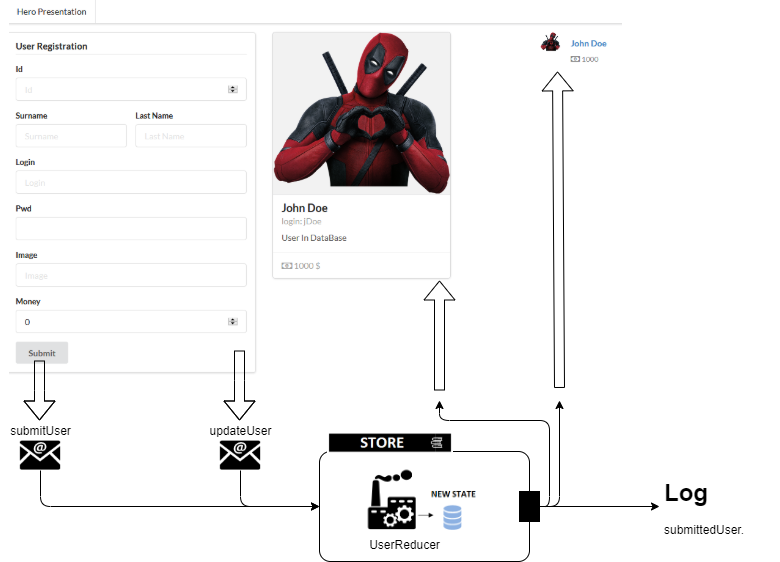 Hero Presentation
User Registration
Id
Id
Surname Last Name
Surname Last Name
Login
Login
Pwd
Image
Image
Money
0
Submit
John Doe
login: jDoe
User In DataBase
1000 $
John Doe
1000
submitUser
updateUser
@
@
STORE
NEW STATE
UserReducer
Log
submittedUser.